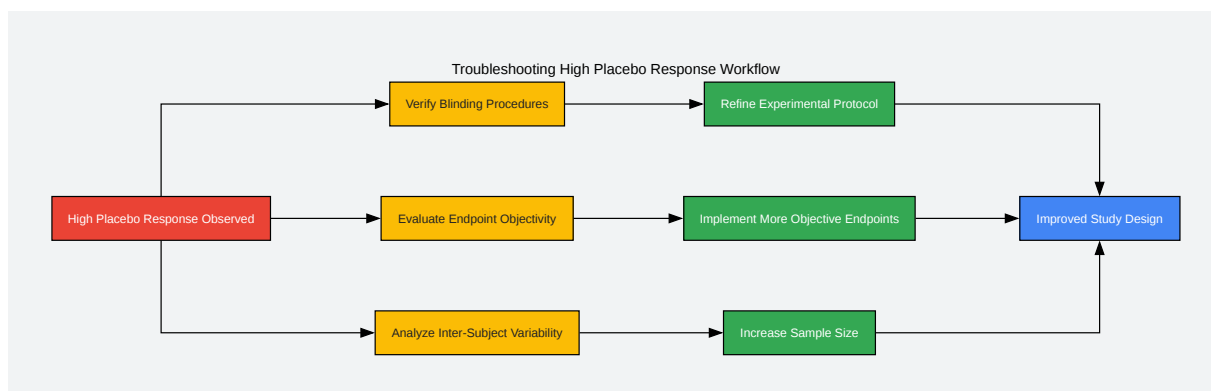 Troubleshooting High Placebo Response Workflow
Verify Blinding Procedures
Refine Experimental Protocol
High Placebo Response Observed
Evaluate Endpoint Objectivity
Implement More Objective Endpoints
Improved Study Design
Analyze Inter-Subject Variability
Increase Sample Size